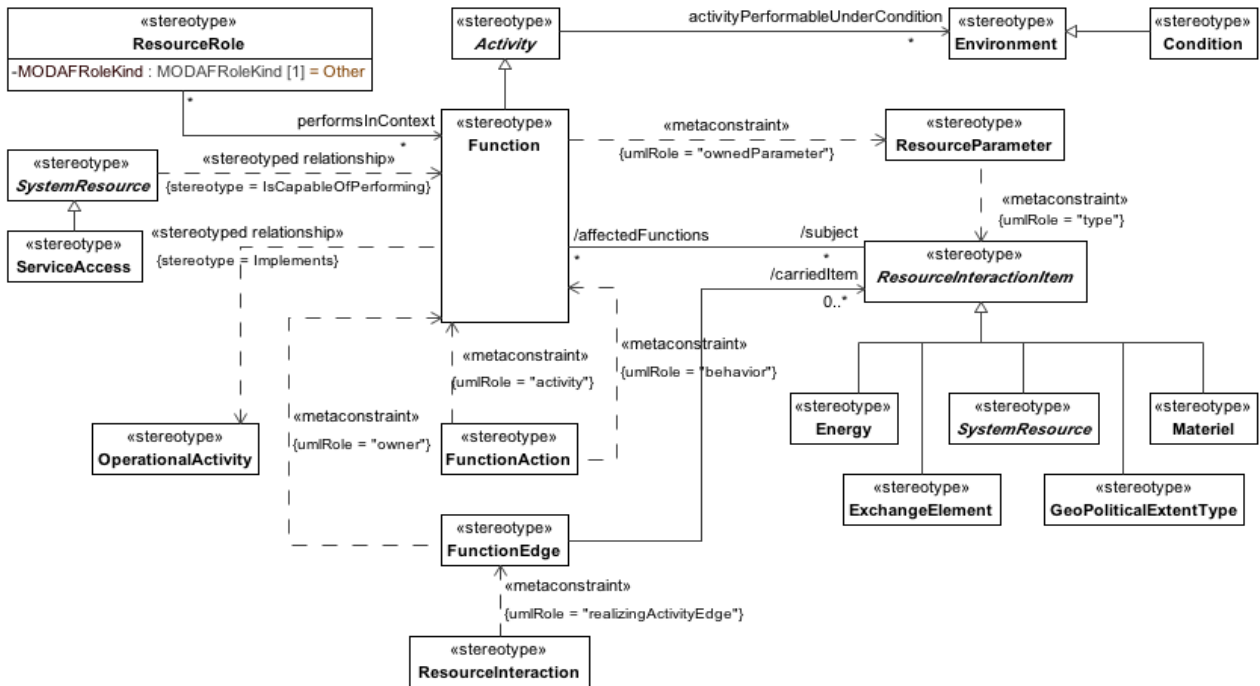 «stereotype»
ResourceRole
-MODAFRoleKind : MODAFRoleKind [1] = Other
«stereotype»
Activity
activityPerformableUnderCondition
*
«stereotype»
Environment
«stereotype»
Condition
*
performsInContext
*
«stereotype»
Function
«metaconstraint»
{umlRole = "ownedParameter"}
«stereotype»
ResourceParameter
«stereotype»
SystemResource
«stereotyped relationship»
{stereotype = IsCapableOfPerforming}
«metaconstraint»
{umlRole = "type"}
«stereotype»
ServiceAccess
«stereotyped relationship»
{stereotype = Implements}
/affectedFunctions
*
/subject
*
/carriedItem
0..*
«stereotype»
ResourceInteractionItem
«metaconstraint»
{umlRole = "activity"}
«metaconstraint»
{umlRole = "behavior"}
«metaconstraint»
{umlRole = "owner"}
«stereotype»
OperationalActivity
«stereotype»
FunctionAction
«stereotype»
Energy
«stereotype»
SystemResource
«stereotype»
Materiel
«stereotype»
ExchangeElement
«stereotype»
GeoPoliticalExtentType
«stereotype»
FunctionEdge
«metaconstraint»
{umlRole = "realizingActivityEdge"}
«stereotype»
ResourceInteraction